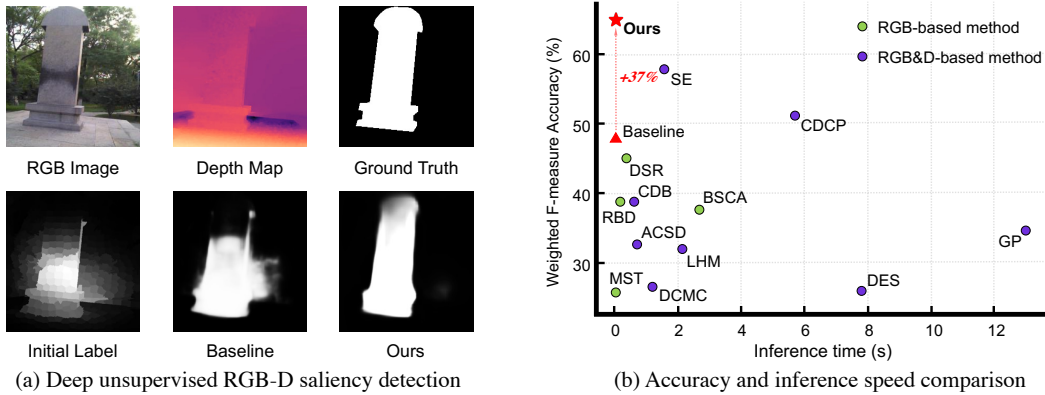 RGB Image
Depth Map
Ground Truth
Initial Label
Baseline
Ours
(a) Deep unsupervised RGB-D saliency detection
Weighted F-measure Accuracy (%)
60
50
40
30
0
2
4
6
8
10
12
Inference time (s)
RGB-based method
RGB&D-based method
Ours
+37%
SE
CDCP
Baseline
DSR
CDB
RBD
BSCA
ACSD
LHM
GP
MST
DCMC
DES
(b) Accuracy and inference speed comparison